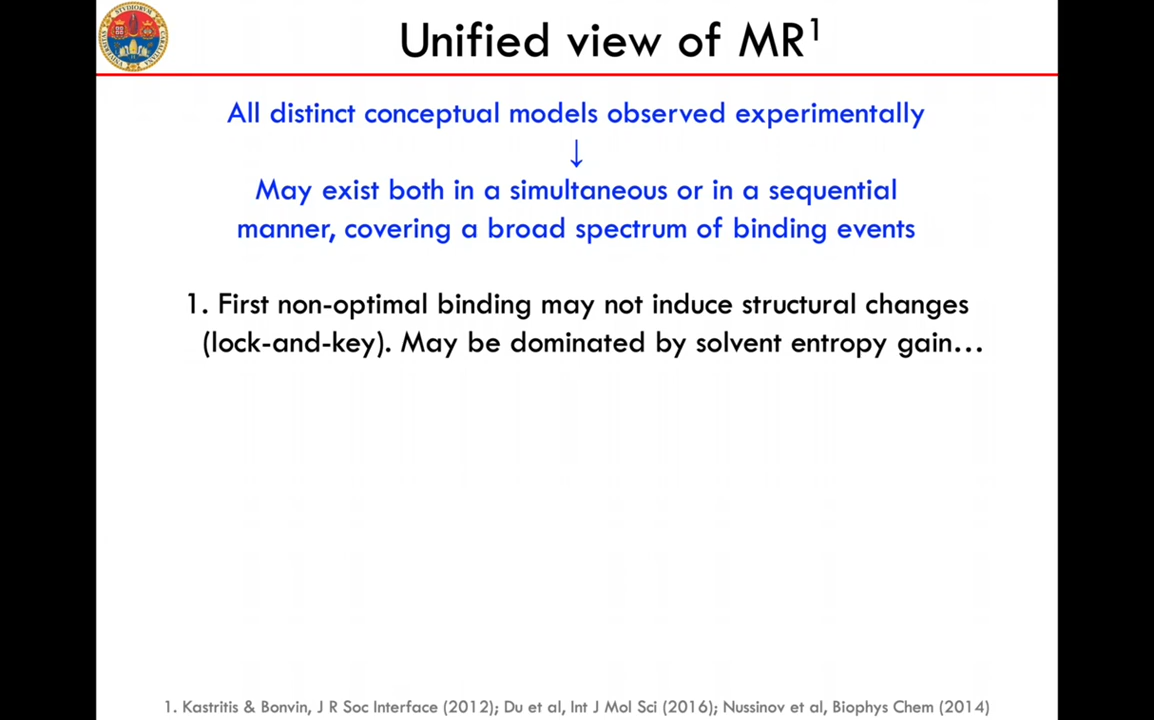 Unified view of MR¹
All distinct conceptual models observed experimentally
↓
May exist both in a simultaneous or in a sequential
manner, covering a broad spectrum of binding events
1. First non-optimal binding may not induce structural changes
(lock-and-key). May be dominated by solvent entropy gain…
1. Kastritis & Bonvin, J R Soc Interface (2012); Du et al, Int J Mol Sci (2016); Nussinov et al, Biophys Chem (2014)